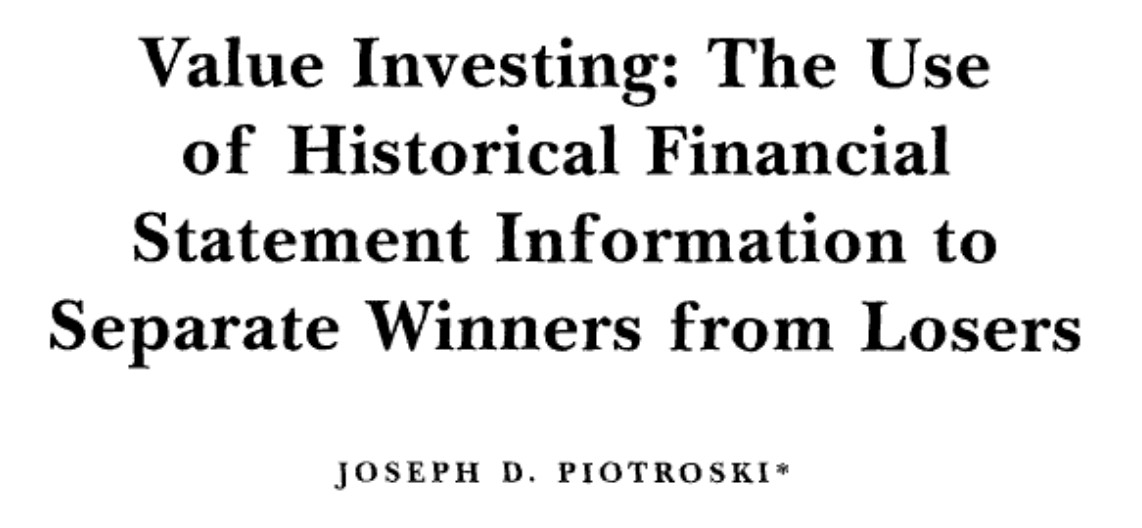 Value Investing: The Use
of Historical Financial
Statement Information to
Separate Winners from Losers
JOSEPH D. PIOTROSKI*